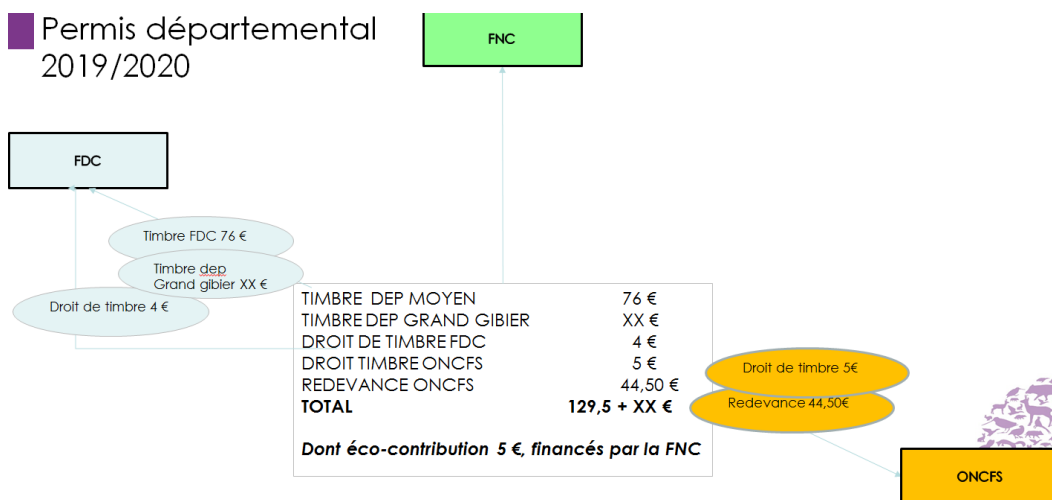 Permis départemental
2019/2020
FNC
FDC
Timbre FDC 76 €
Timbre dep
Grand gibier XX €
Droit de timbre 4 €
TIMBRE DEP MOYEN 76 €
TIMBRE DEP GRAND GIBIER XX €
DROIT DE TIMBRE FDC 4 €
DROIT TIMBRE ONCFS 5 €
REDEVANCE ONCFS 44,50 €
TOTAL 129,5 + XX €
Dont éco-contribution 5 €, financés par la FNC
Droit de timbre 5€
Redevance 44,50€
ONCFS